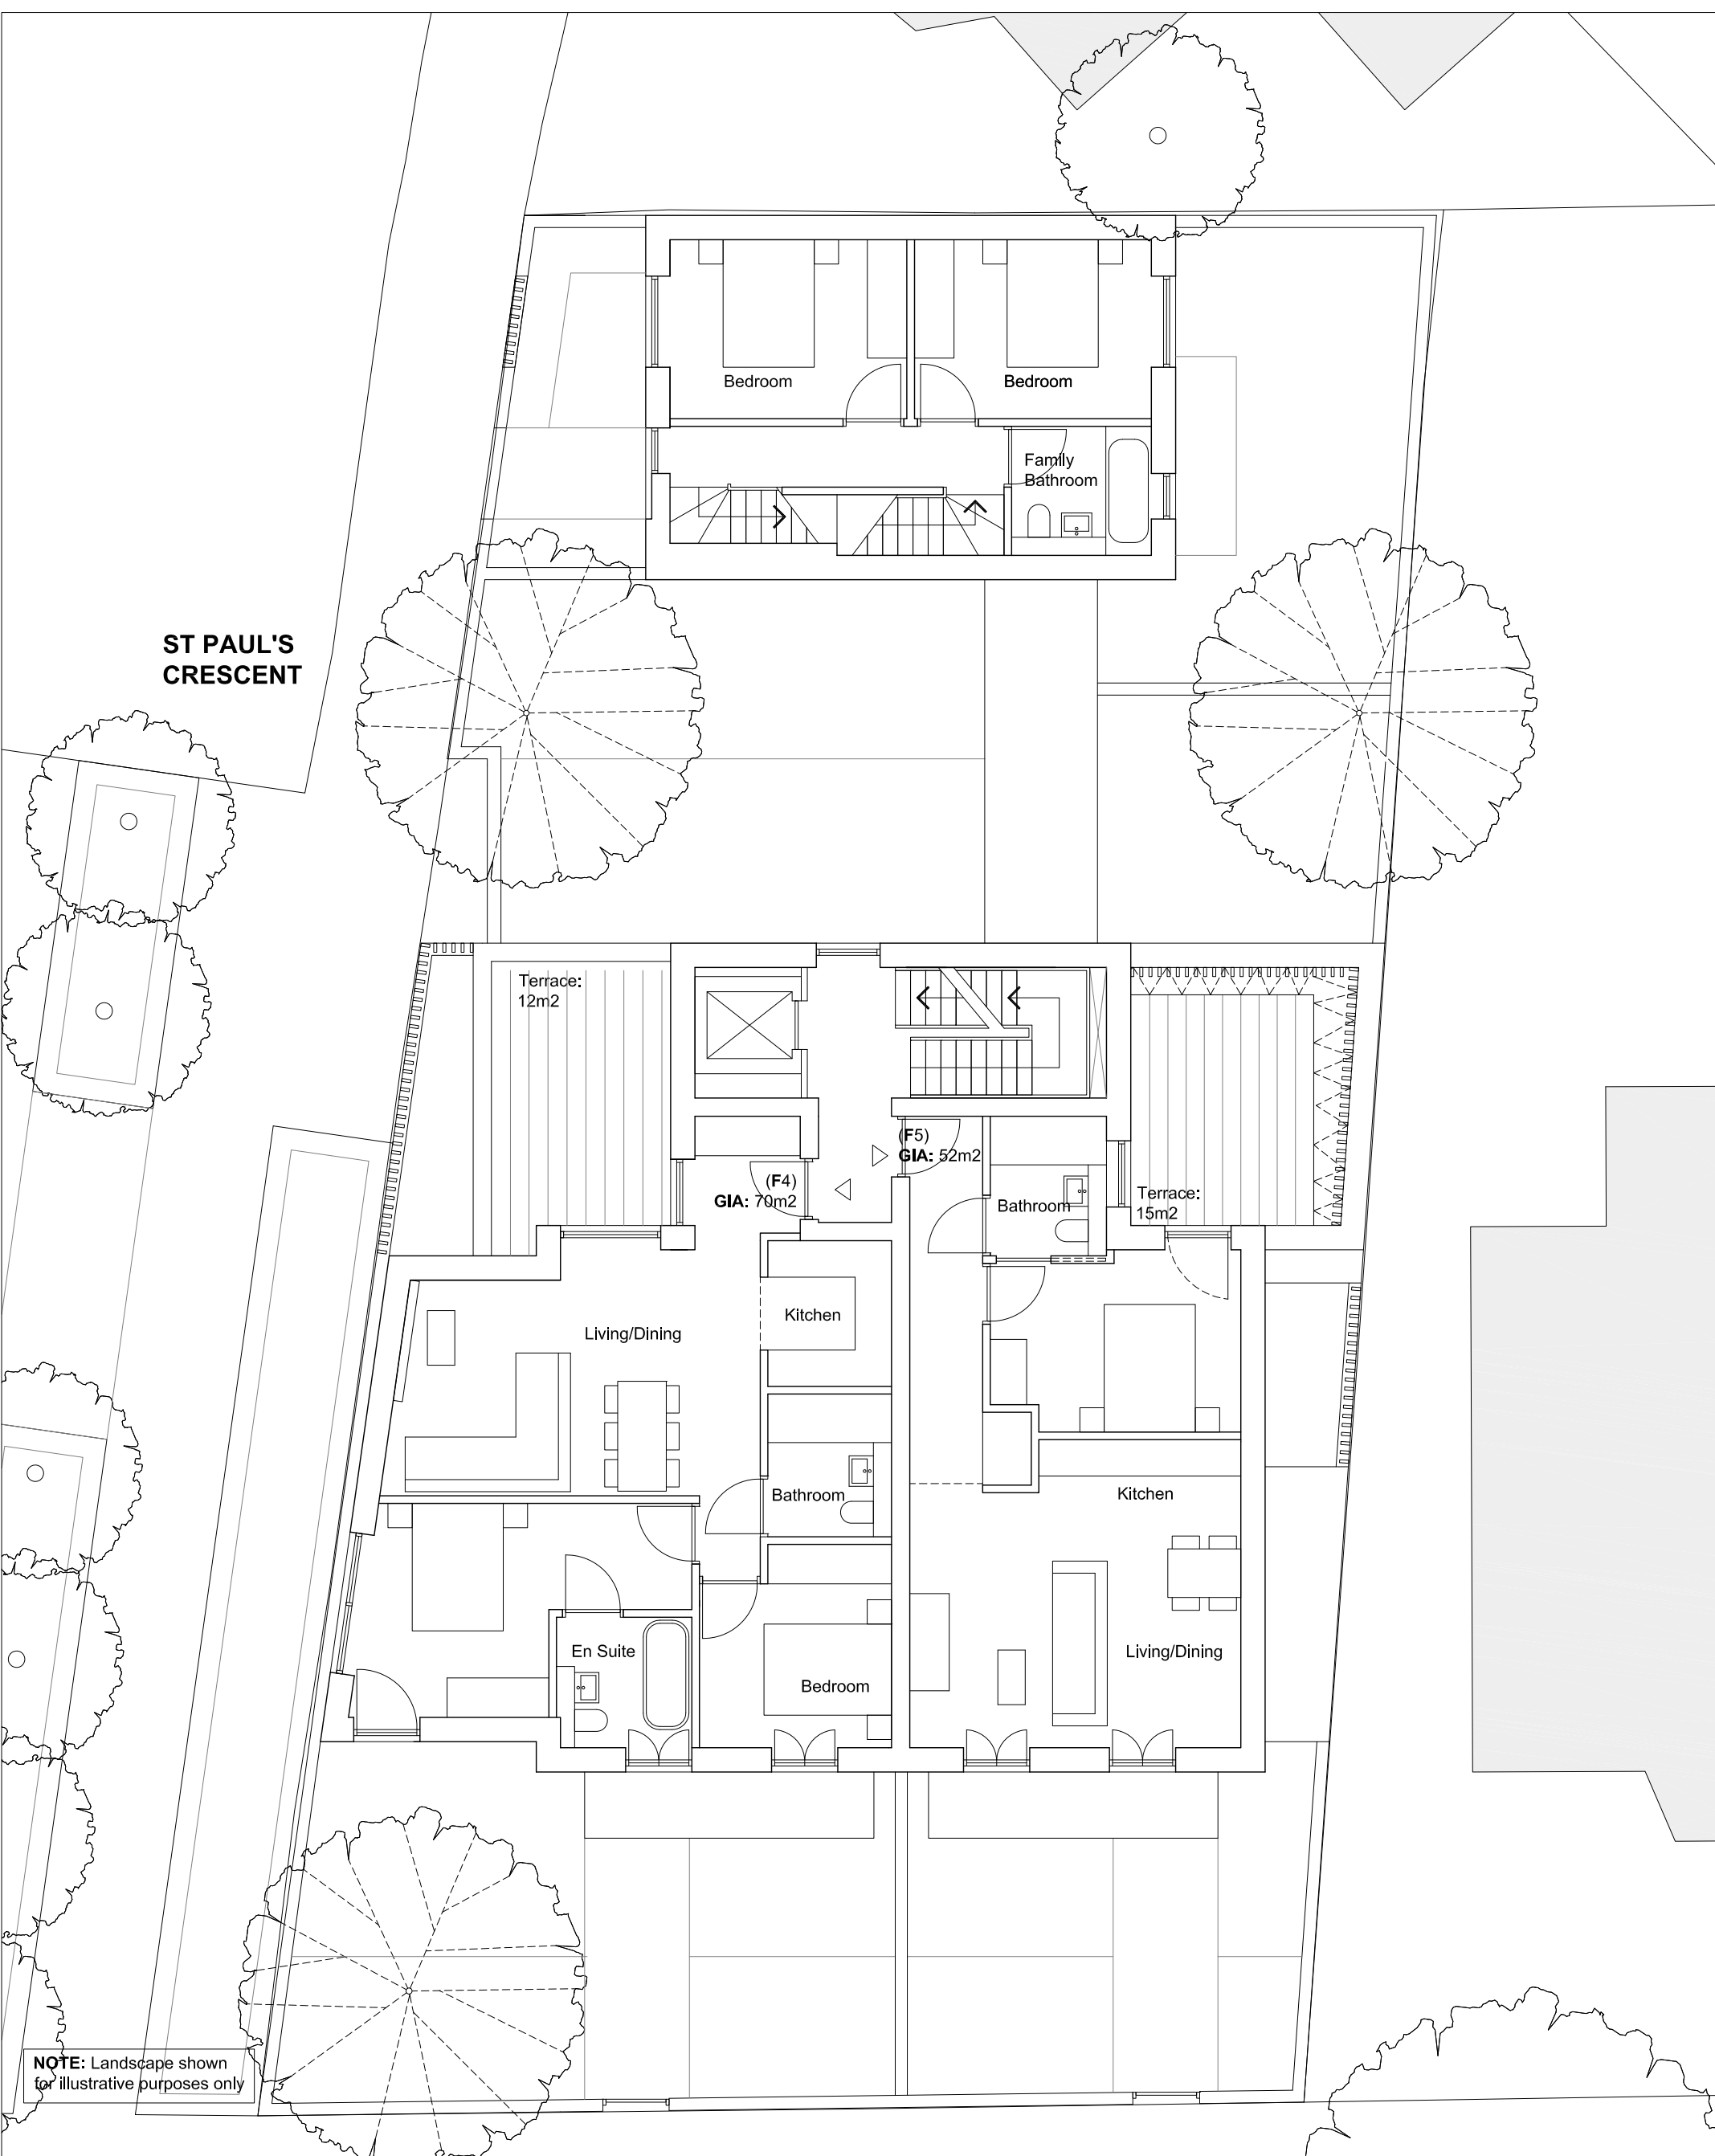 Bedroom
Bedroom
Family
Bathroom
ST PAUL'S
CRESCENT
Terrace:
12m2
(F5)
GIA: 52m2
(F4)
GIA: 70m2
Bathroom
Terrace:
15m2
Kitchen
Living/Dining
Bathroom
Kitchen
En Suite
Living/Dining
Bedroom
NOTE: Landscape shown
for illustrative purposes only